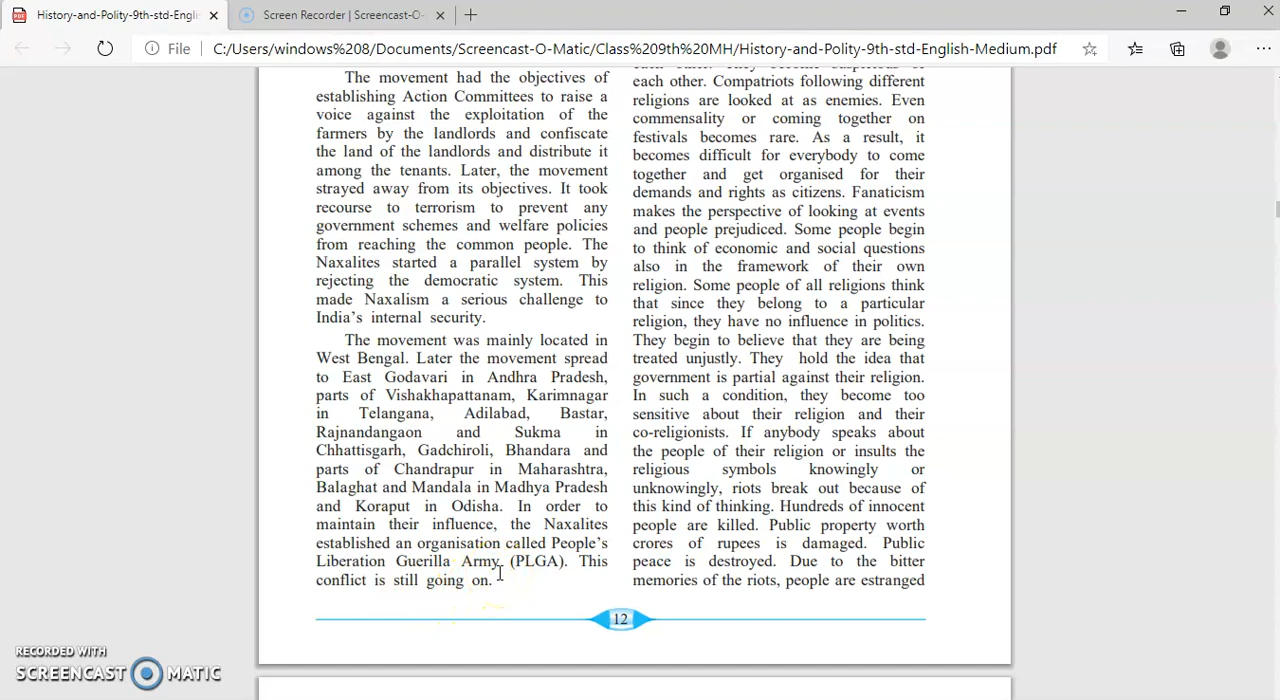 History-and-Polity-9th-std-Engli
Screen Recorder | Screencast-O-
File
C:/Users/windows%208/Documents/Screencast-O-Matic/Class%209th%20MH/History-and-Polity-9th-std-English-Medium.pdf
The movement had the objectives of
establishing Action Committees to raise a
voice against the exploitation of the
farmers by the landlords and confiscate
the land of the landlords and distribute it
among the tenants. Later, the movement
strayed away from its objectives. It took
recourse to terrorism to prevent any
government schemes and welfare policies
from reaching the common people. The
Naxalites started a parallel system by
rejecting the democratic system. This
made Naxalism a serious challenge to
India's internal security.
The movement was mainly located in
West Bengal. Later the movement spread
to East Godavari in Andhra Pradesh,
parts of Vishakhapattanam, Karimnagar
in Telangana, Adilabad, Bastar,
Rajnandangaon and Sukma in
Chhattisgarh, Gadchiroli, Bhandara and
parts of Chandrapur in Maharashtra,
Balaghat and Mandala in Madhya Pradesh
and Koraput in Odisha. In order to
maintain their influence, the Naxalites
established an organisation called People's
Liberation Guerilla Army (PLGA). This
conflict is still going on.
each other. Compatriots following different
religions are looked at as enemies. Even
commensality or coming together on
festivals becomes rare. As a result, it
becomes difficult for everybody to come
together and get organised for their
demands and rights as citizens. Fanaticism
makes the perspective of looking at events
and people prejudiced. Some people begin
to think of economic and social questions
also in the framework of their own
religion. Some people of all religions think
that since they belong to a particular
religion, they have no influence in politics.
They begin to believe that they are being
treated unjustly. They hold the idea that
government is partial against their religion.
In such a condition, they become too
sensitive about their religion and their
co-religionists. If anybody speaks about
the people of their religion or insults the
religious symbols knowingly or
unknowingly, riots break out because of
this kind of thinking. Hundreds of innocent
people are killed. Public property worth
crores of rupees is damaged. Public
peace is destroyed. Due to the bitter
memories of the riots, people are estranged
12
RECORDED WITH
SCREENCAST MATIC